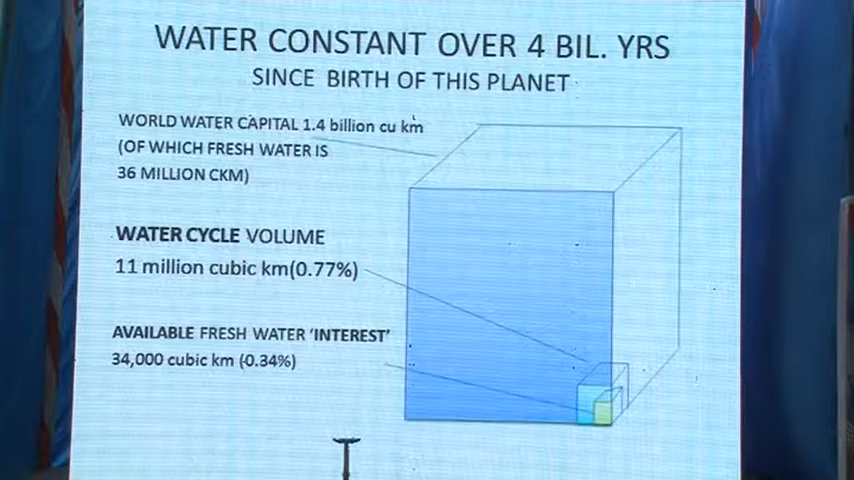 WATER CONSTANT OVER 4 BIL. YRS
SINCE BIRTH OF THIS PLANET
WORLD WATER CAPITAL 1.4 billion cu km
(OF WHICH FRESH WATER IS
36 MILLION CKM)
WATER CYCLE VOLUME
11 million cubic km(0.77%)
AVAILABLE FRESH WATER ‘INTEREST’
34,000 cubic km (0.34%)